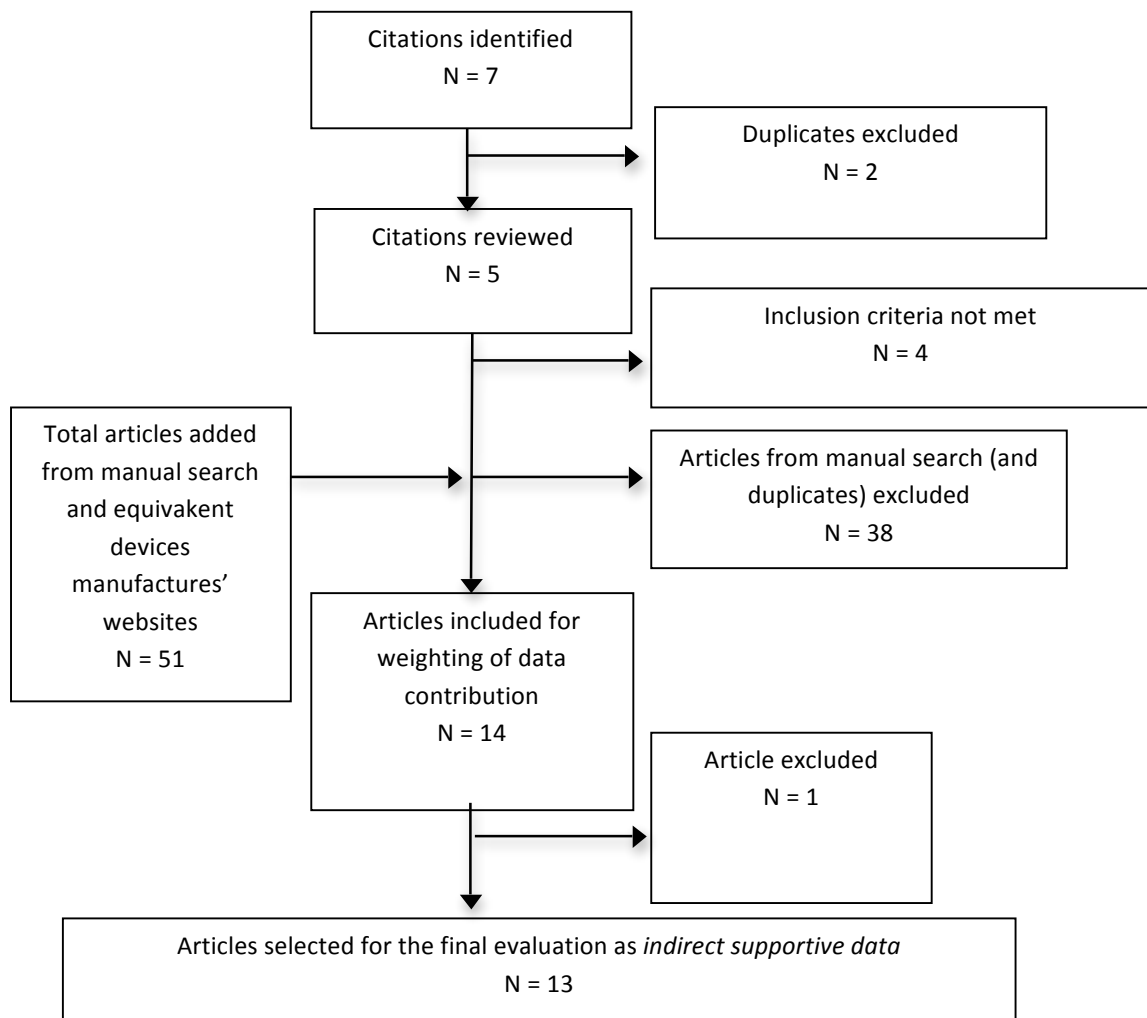 Citations identified
N = 7
Duplicates excluded
N = 2
Citations reviewed
N = 5
Inclusion criteria not met
N = 4
Total articles added
from manual search
and equivakent
devices
manufactures’
websites
N = 51
Articles from manual search (and
duplicates) excluded
N = 38
Articles included for
weighting of data
contribution
N = 14
Article excluded
N = 1
Articles selected for the final evaluation as indirect supportive data
N = 13